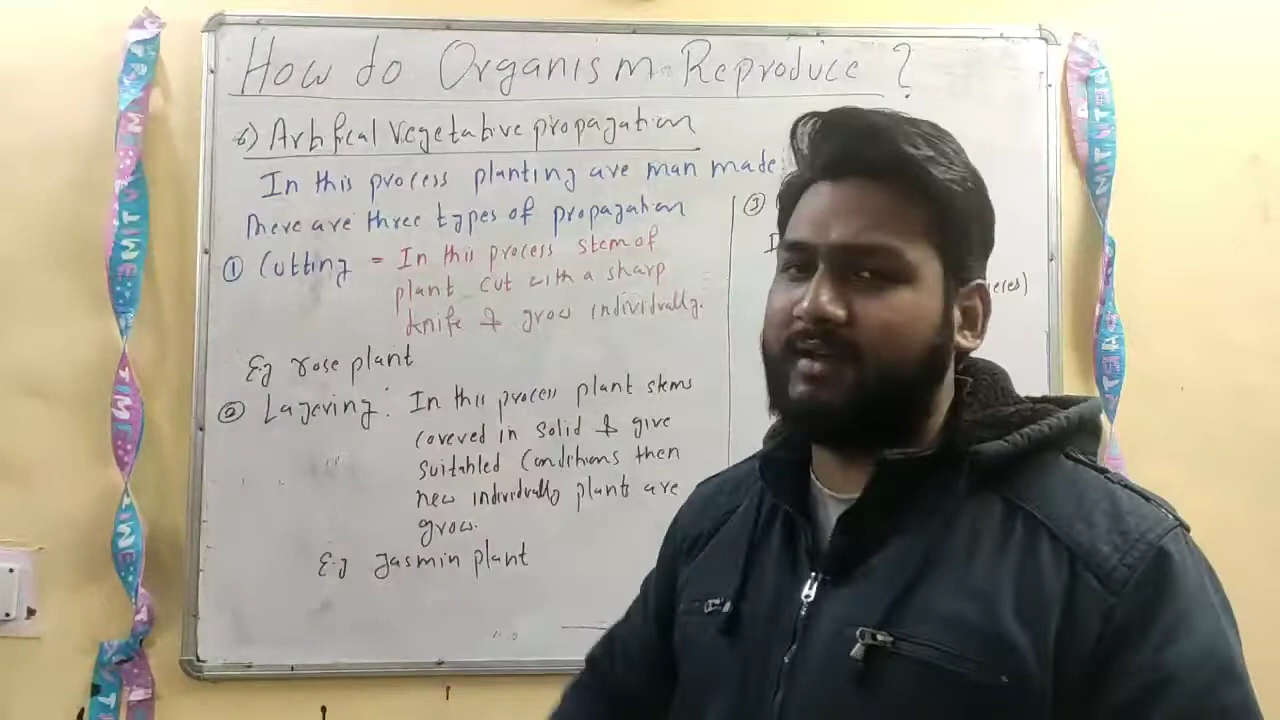 How do Organism Reproduce ?
b) Artifical vegetative propagation
In this process planting are man made.
There are three types of propagation
① Cutting = In this process stem of
plant cut with a sharp
knife & grow individually.
E.g rose plant
② Layering : In this process plant stems
covered in solid & give
suitabled Conditions then
new individually plants are
grow.
E.g Jasmin plant
③